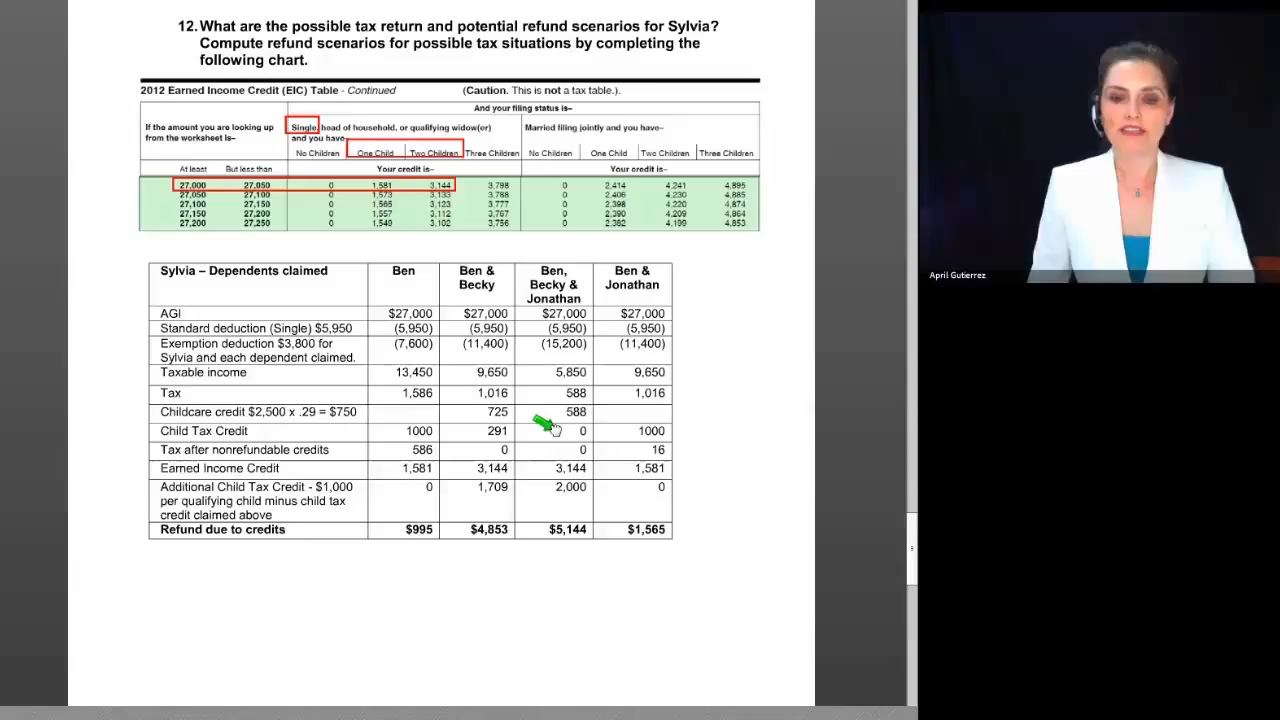 12. What are the possible tax return and potential refund scenarios for Sylvia?
Compute refund scenarios for possible tax situations by completing the
following chart.
2012 Earned Income Credit (EIC) Table - Continued (Caution. This is not a tax table.).
And your filing status is–
If the amount you are looking up from the worksheet is–
Single, head of household, or qualifying widow(er) and you have–
Married filing jointly and you have–
No Children One Child Two Children Three Children No Children One Child Two Children Three Children
At least But less than Your credit is– Your credit is–
27,000 27,050 0 1,581 3,144 3,798 0 2,414 4,241 4,895
27,050 27,100 0 1,573 3,133 3,788 0 2,406 4,230 4,885
27,100 27,150 0 1,565 3,123 3,777 0 2,398 4,220 4,874
27,150 27,200 0 1,557 3,112 3,767 0 2,390 4,209 4,864
27,200 27,250 0 1,549 3,102 3,756 0 2,382 4,199 4,853
Sylvia – Dependents claimed Ben Ben & Becky Ben, Becky & Jonathan Ben & Jonathan
AGI $27,000 $27,000 $27,000 $27,000
Standard deduction (Single) $5,950 (5,950) (5,950) (5,950) (5,950)
Exemption deduction $3,800 for (7,600) (11,400) (15,200) (11,400)
Sylvia and each dependent claimed.
Taxable income 13,450 9,650 5,850 9,650
Tax 1,586 1,016 588 1,016
Childcare credit $2,500 x .29 = $750 725 588
Child Tax Credit 1000 291 0 1000
Tax after nonrefundable credits 586 0 0 16
Earned Income Credit 1,581 3,144 3,144 1,581
Additional Child Tax Credit - $1,000 0 1,709 2,000 0
per qualifying child minus child tax
credit claimed above
Refund due to credits $995 $4,853 $5,144 $1,565
April Gutierrez